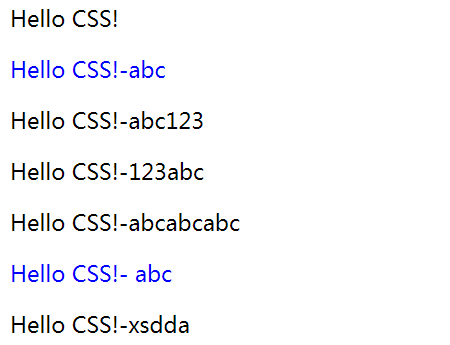 Hello CSS!
Hello CSS!-abc
Hello CSS!-abc123
Hello CSS!-123abc
Hello CSS!-abcabcabc
Hello CSS!- abc
Hello CSS!-xsdda